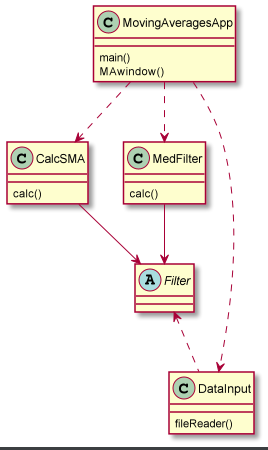 C MovingAveragesApp
main()
MAwindow()
C CalcSMA
calc()
C MedFilter
calc()
A Filter
C DataInput
fileReader()